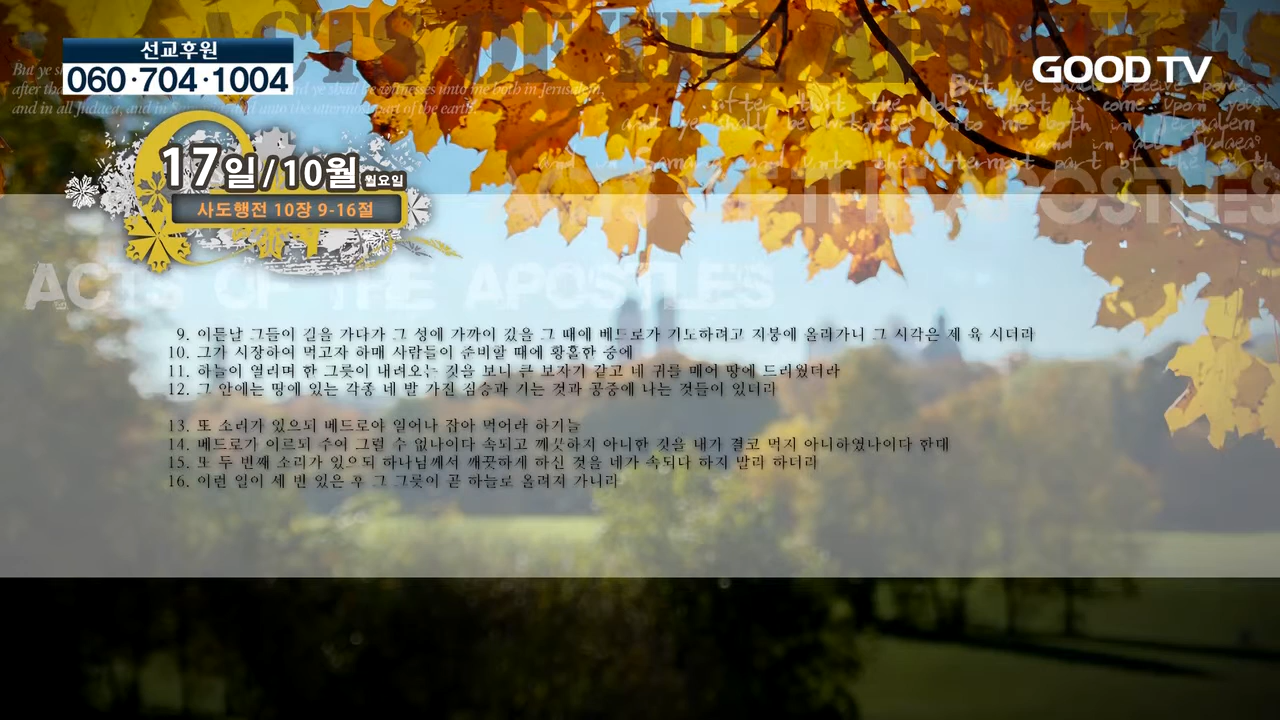 선교후원
060·704·1004
GOOD TV
ACTS OF THE APOSTLES
17일/10월 월요일
사도행전 10장 9-16절
OF THE APOSTLES
ACTS OF THE APOSTLES
9. 이튿날 그들이 길을 가다가 그 성에 가까이 갔을 그 때에 베드로가 기도하려고 지붕에 올라가니 그 시각은 제 육 시더라
10. 그가 시장하여 먹고자 하매 사람들이 준비할 때에 황홀한 중에
11. 하늘이 열리며 한 그릇이 내려오는 것을 보니 큰 보자기 같고 네 귀를 매어 땅에 드리웠더라
12. 그 안에는 땅에 있는 각종 네 발 가진 짐승과 기는 것과 공중에 나는 것들이 있더라
13. 또 소리가 있으되 베드로야 일어나 잡아 먹어라 하거늘
14. 베드로가 이르되 주여 그럴 수 없나이다 속되고 깨끗하지 아니한 것을 내가 결코 먹지 아니하였나이다 한대
15. 또 두 번째 소리가 있으되 하나님께서 깨끗하게 하신 것을 네가 속되다 하지 말라 하더라
16. 이런 일이 세 번 있은 후 그 그릇이 곧 하늘로 올려져 가니라